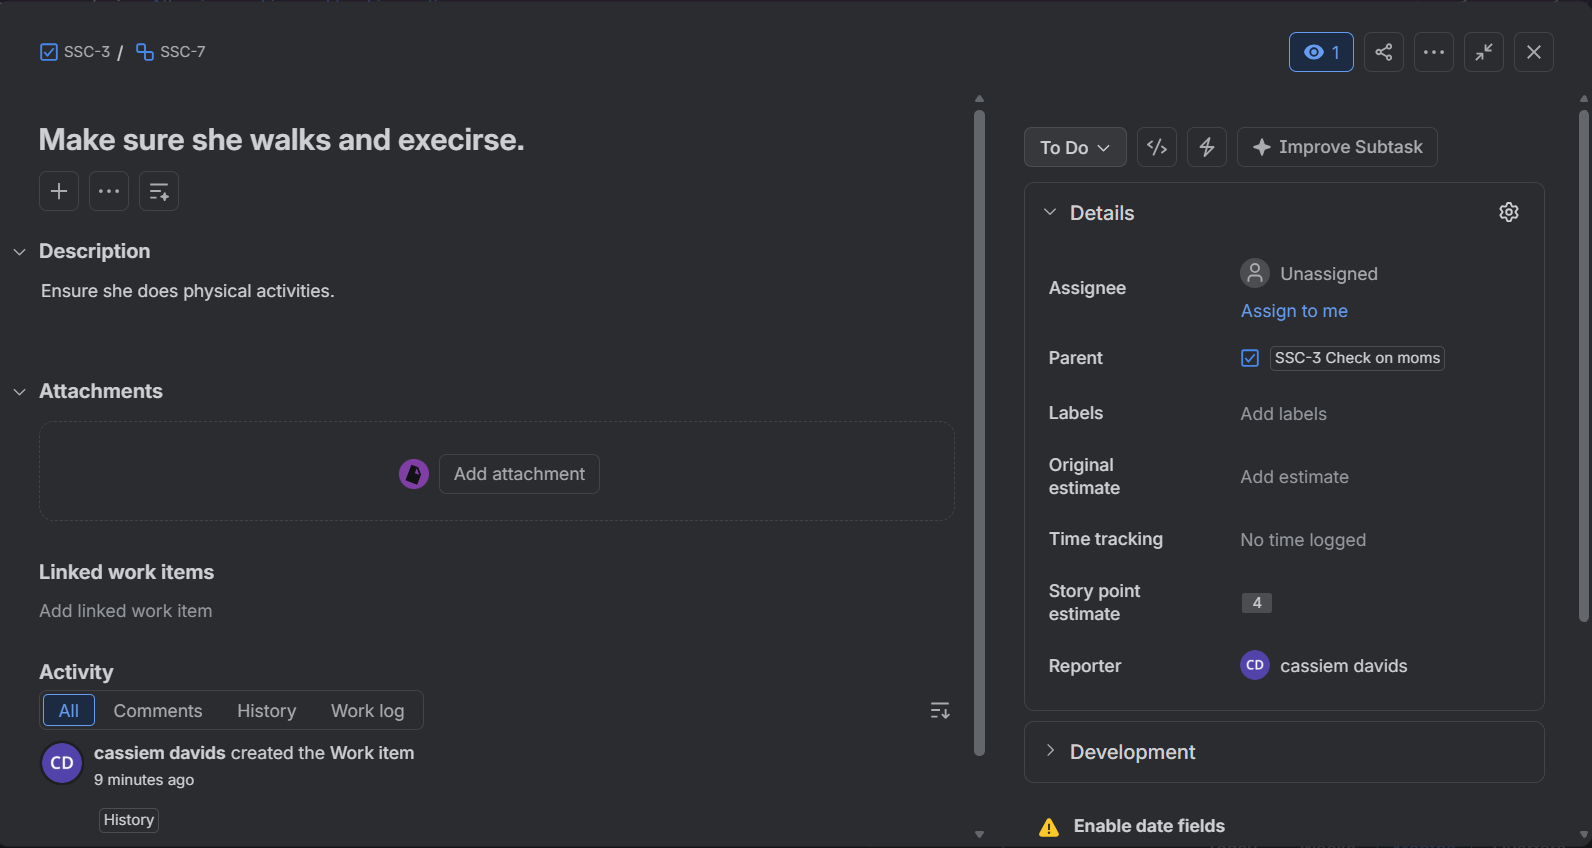 SSC-3 / SSC-7
1
Make sure she walks and execirse.
Description
Ensure she does physical activities.
Attachments
Add attachment
Linked work items
Add linked work item
Activity
All Comments History Work log
CD cassiem davids created the Work item
9 minutes ago
History
To Do </> Improve Subtask
Details
Assignee Unassigned
Assign to me
Parent SSC-3 Check on moms
Labels Add labels
Original
estimate Add estimate
Time tracking No time logged
Story point
estimate 4
Reporter CD cassiem davids
Development
Enable date fields